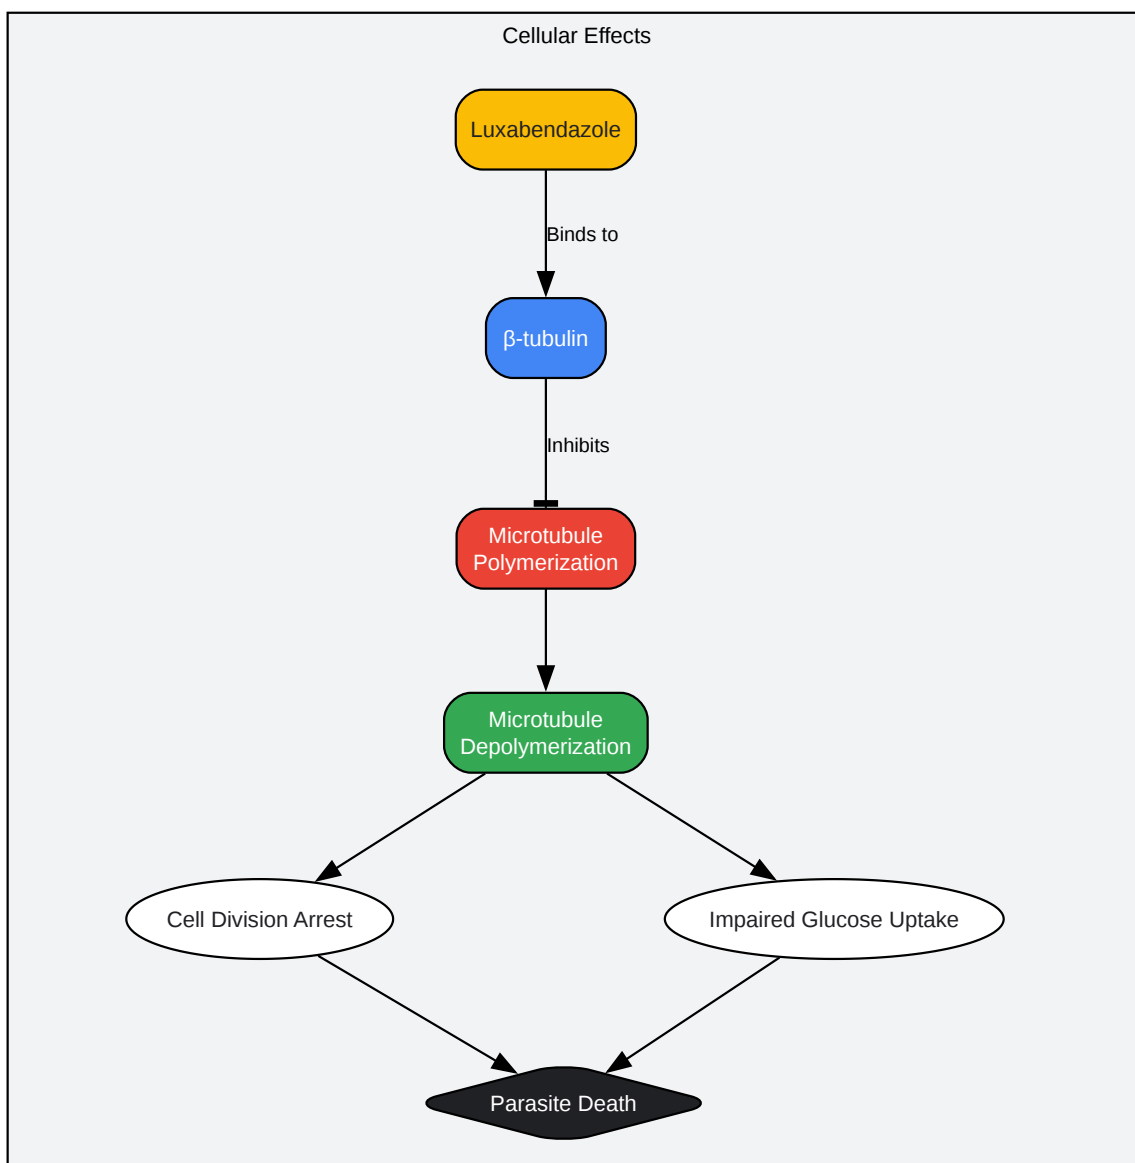 Cellular Effects
Luxabendazole
Binds to
β-tubulin
Inhibits
Microtubule
Polymerization
Microtubule
Depolymerization
Cell Division Arrest
Impaired Glucose Uptake
Parasite Death